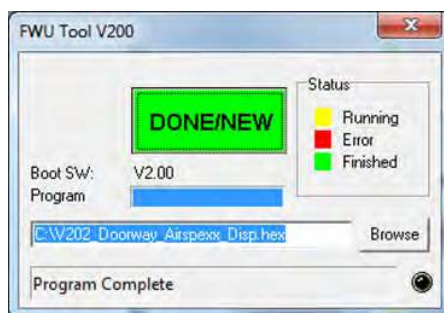 FWU Tool V200
Status
DONE/NEW
Running
Error
Finished
Boot SW: V2.00
Program
C:\V202_Doorway_Airspexx_Disp.hex
Browse
Program Complete